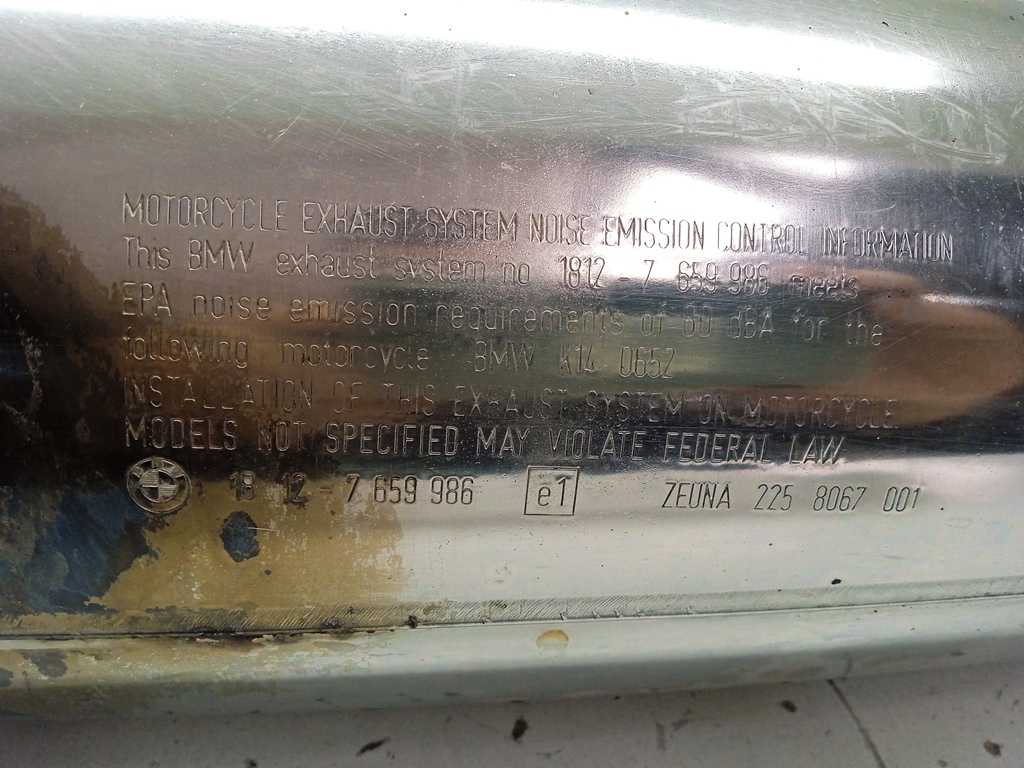 MOTORCYCLE EXHAUST SYSTEM NOISE EMISSION CONTROL INFORMATION
This BMW exhaust system no 1812-7 659 986 meets
EPA noise emission requirements of 80 dBA for the
following motorcycle BMW K14 0652
INSTALLATION OF THIS EXHAUST SYSTEM ON MOTORCYCLE
MODELS NOT SPECIFIED MAY VIOLATE FEDERAL LAW.
BMW 18 12-7 659 986 e1 ZEUNA 225 8067 001